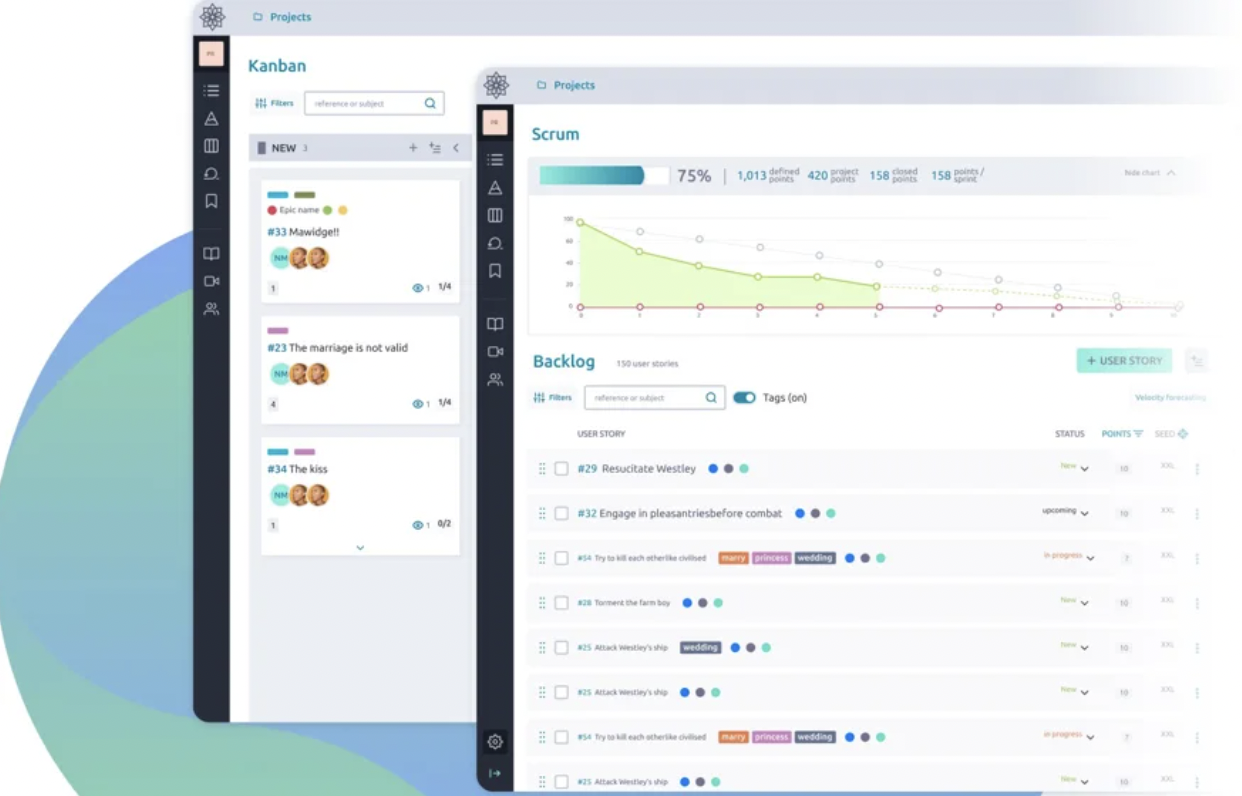 Projects
Kanban
Filters
reference or subject
NEW 3
Epic name
#33 Mawidge!!
NM
1
1 1/4
#23 The marriage is not valid
NM
4
1 1/4
#34 The kiss
NM
1
1 0/2
Projects
Scrum
75% 1,013 defined points 420 project points 158 closed points 158 points / sprint
hide chart
100
60
40
20
0
0 1 2 3 4 5 6 7 8 9 10
Backlog 150 user stories
+ USER STORY
Filters
reference or subject
Tags (on)
Velocity forecasting
USER STORY STATUS POINTS SEED
#29 Resucitate Westley New 10 XXL
#32 Engage in pleasantriesbefore combat upcoming 10 XXL
#54 Try to kill each otherlike civilised marry princess wedding in progress 7 XXL
#28 Torment the farm boy New 10 XXL
#25 Attack Westley's ship wedding New 10 XXL
#25 Attack Westley's ship New 10 XXL
#54 Try to kill each otherlike civilised marry princess wedding in progress 7 XXL
#25 Attack Westley's ship New 10 XXL